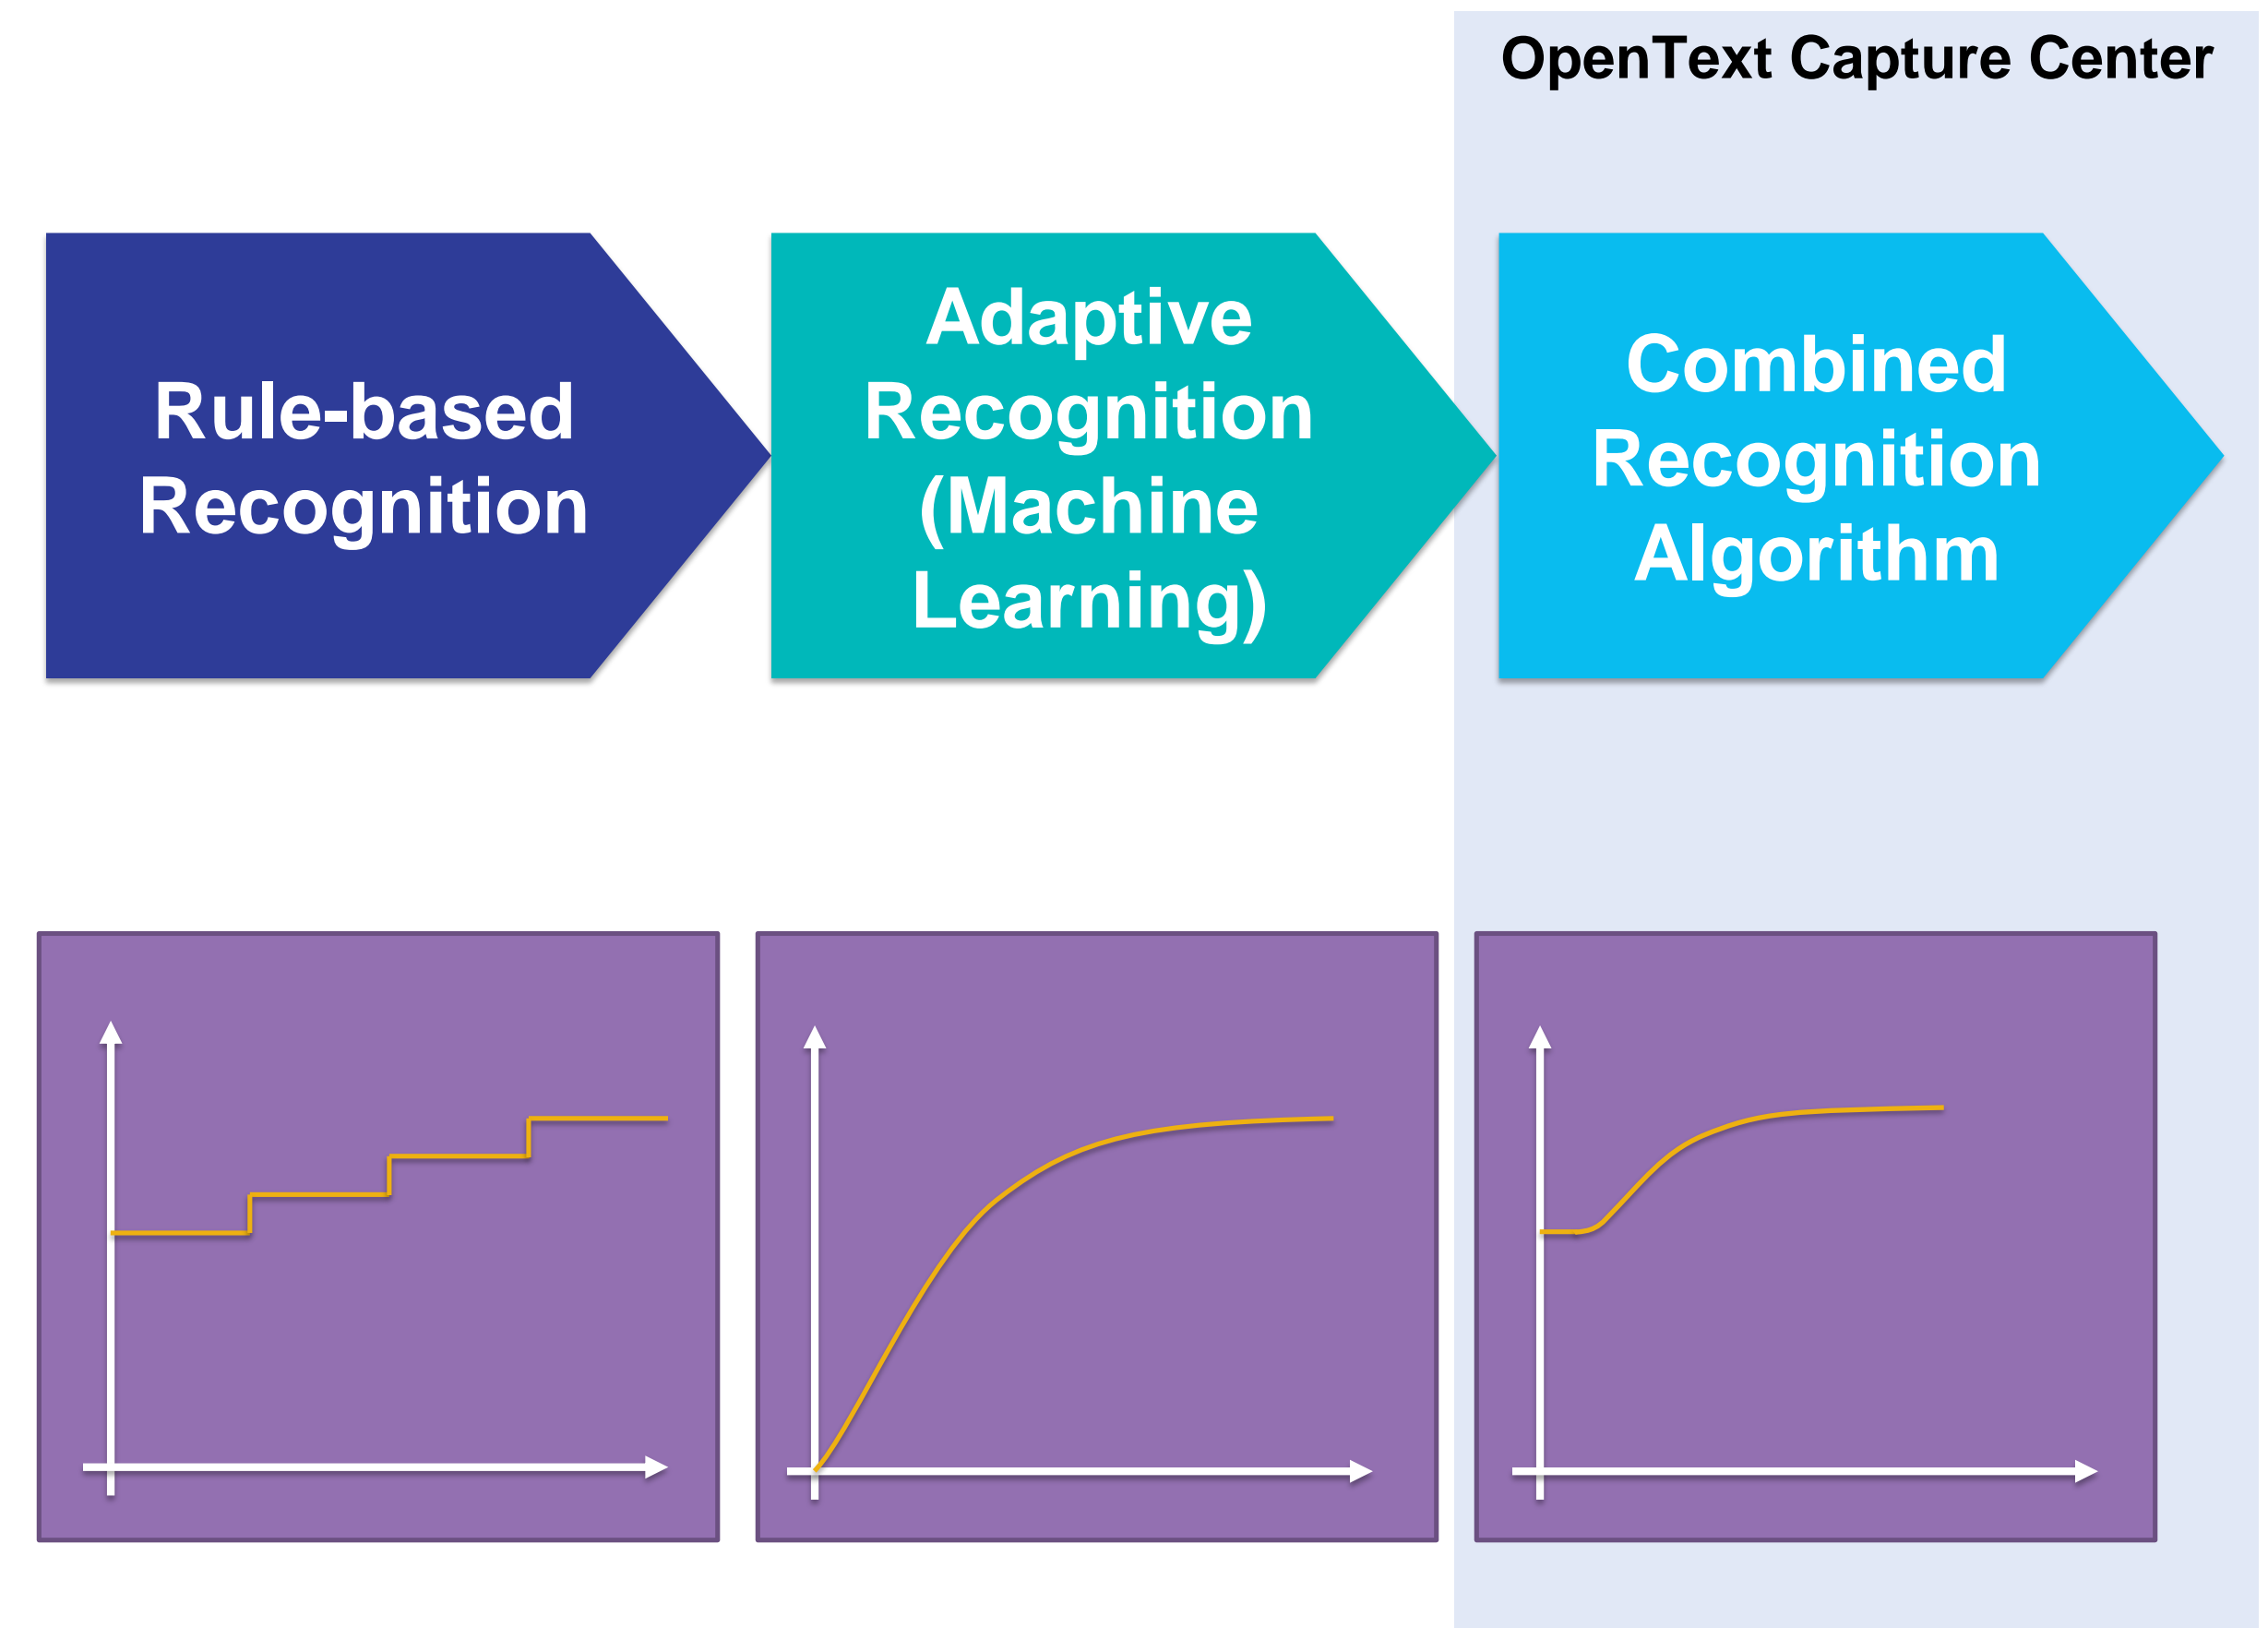 OpenText Capture Center
Rule-based
Recognition
Adaptive
Recognition
(Machine
Learning)
Combined
Recognition
Algorithm